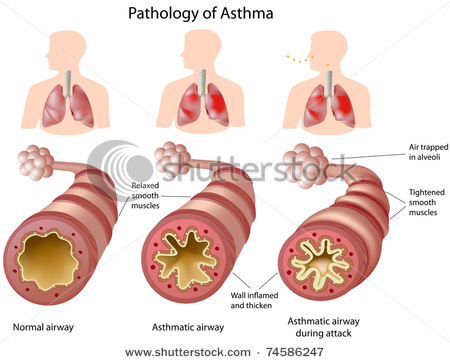 Pathology of Asthma
Air trapped
in alveoli
Relaxed
smooth
muscles
Tightened
smooth
muscles
Wall inflamed
and thicken
Normal airway
Asthmatic airway
Asthmatic airway
during attack
shutterstock
www.shutterstock.com · 74586247